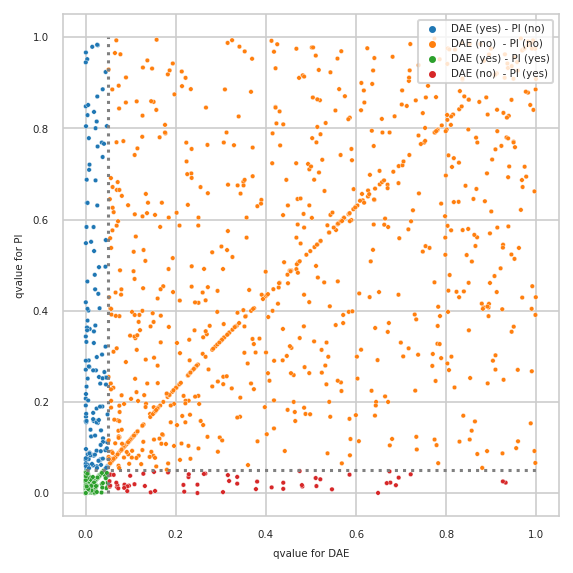 DAE (yes) - PI (no)
DAE (no)  - PI (no)
DAE (yes) - PI (yes)
DAE (no)  - PI (yes)
1.0
0.8
0.6
0.4
0.2
0.0
qvalue for PI
0.0 0.2 0.4 0.6 0.8 1.0
qvalue for DAE